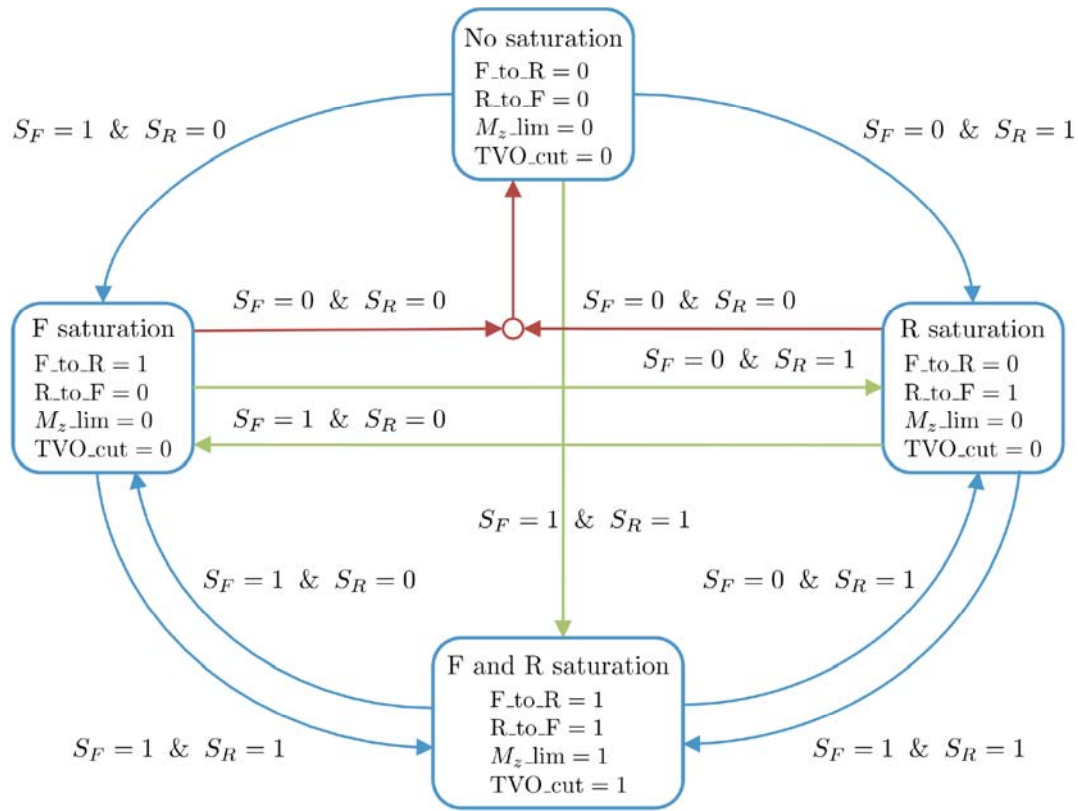 No saturation
F_to_R = 0
R_to_F = 0
M_z_lim = 0
TVO_cut = 0
S_F = 1 & S_R = 0
S_F = 0 & S_R = 1
S_F = 0 & S_R = 0
S_F = 0 & S_R = 0
F saturation
F_to_R = 1
R_to_F = 0
M_z_lim = 0
TVO_cut = 0
R saturation
F_to_R = 0
R_to_F = 1
M_z_lim = 0
TVO_cut = 0
S_F = 0 & S_R = 1
S_F = 1 & S_R = 0
S_F = 1 & S_R = 1
S_F = 1 & S_R = 0
S_F = 0 & S_R = 1
F and R saturation
F_to_R = 1
R_to_F = 1
M_z_lim = 1
TVO_cut = 1
S_F = 1 & S_R = 1
S_F = 1 & S_R = 1